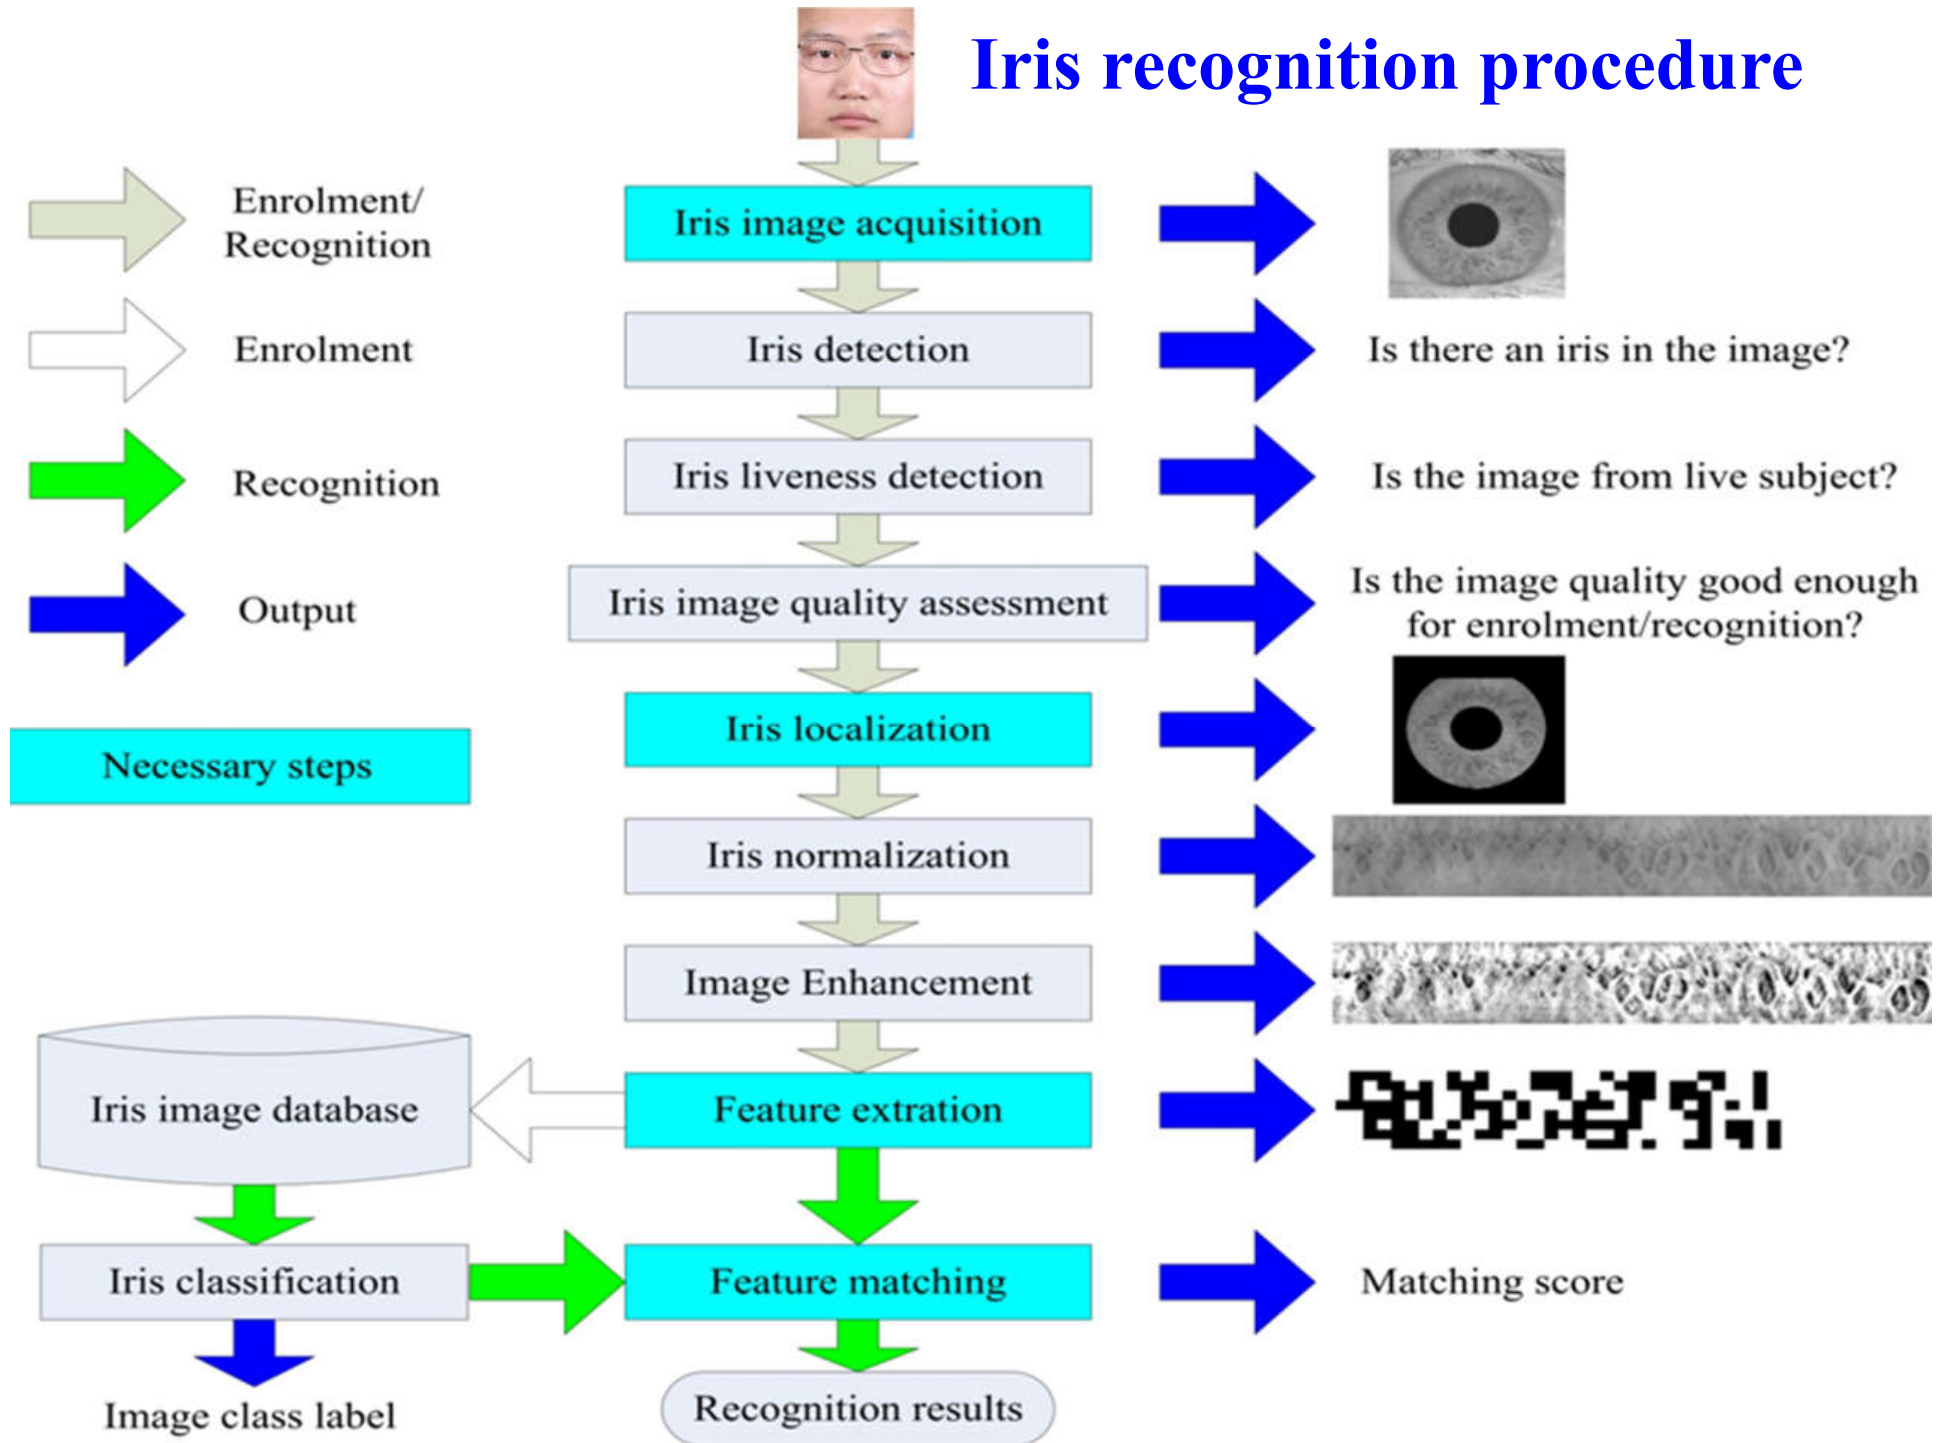 Iris recognition procedure
Enrolment/
Recognition
Iris image acquisition
Enrolment
Iris detection
Is there an iris in the image?
Recognition
Iris liveness detection
Is the image from live subject?
Output
Iris image quality assessment
Is the image quality good enough
for enrolment/recognition?
Necessary steps
Iris localization
Iris normalization
Image Enhancement
Iris image database
Feature extration
Iris classification
Feature matching
Matching score
Image class label
Recognition results